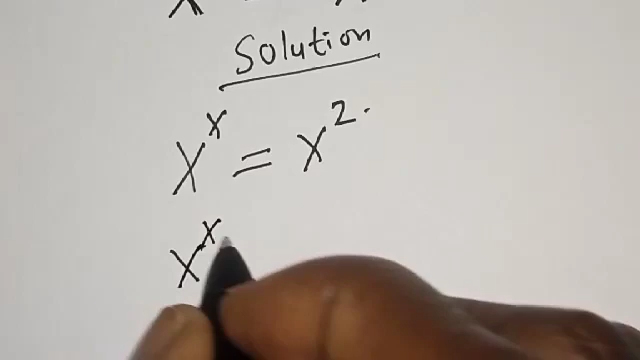 Solution
x^x = x^2.
x^x